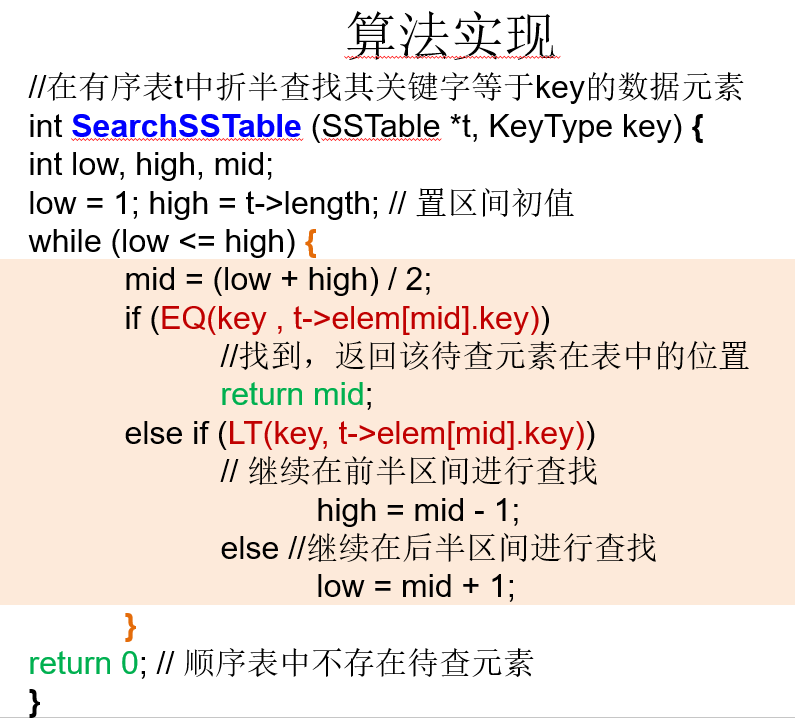 算法实现
//在有序表t中折半查找其关键字等于key的数据元素
int SearchSSTable (SSTable *t, KeyType key) {
int low, high, mid;
low = 1; high = t->length; // 置区间初值
while (low <= high) {
mid = (low + high) / 2;
if (EQ(key , t->elem[mid].key))
//找到，返回该待查元素在表中的位置
return mid;
else if (LT(key, t->elem[mid].key))
// 继续在前半区间进行查找
high = mid - 1;
else //继续在后半区间进行查找
low = mid + 1;
}
return 0; // 顺序表中不存在待查元素
}